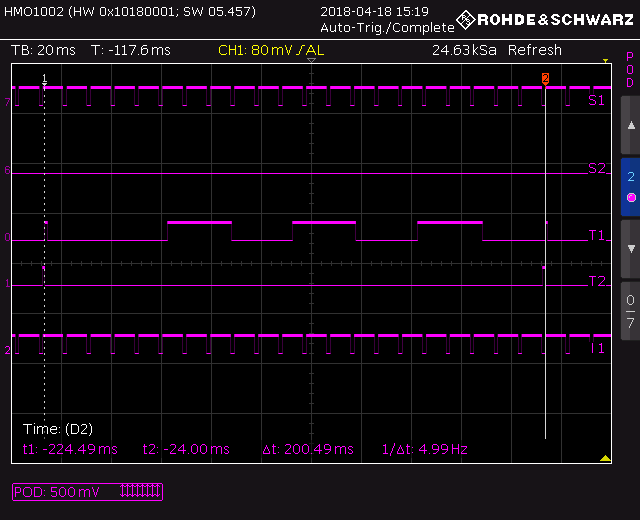 HMO1002 (HW 0x10180001; SW 05.457)
2018-04-18 15:19
Auto-Trig./Complete
ROHDE&SCHWARZ
TB: 20 ms T: -117.6 ms CH1: 80 mV AL 24.63kSa Refresh
POD
1
2
7
S1
6
S2
2
0
T1
1
T2
0
7
2
I1
Time: (D2)
t1: -224.49 ms t2: -24.00 ms Δt: 200.49 ms 1/Δt: 4.99 Hz
POD: 500 mV